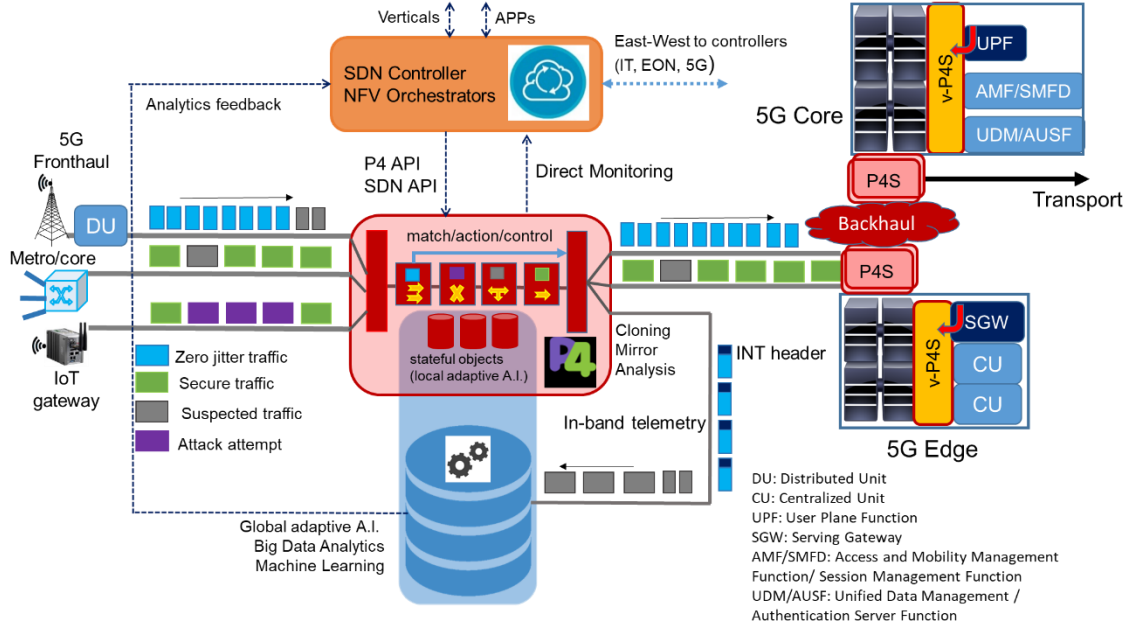 Verticals
APPs
SDN Controller
NFV Orchestrators
East-West to controllers
(IT, EON, 5G)
Analytics feedback
5G
Fronthaul
P4 API
SDN API
Direct Monitoring
5G Core
v-P4S
UPF
AMF/SMFD
UDM/AUSF
P4S
Transport
Backhaul
P4S
DU
Metro/core
match/action/control
stateful objects
(local adaptive A.I.)
P4
Cloning
Mirror
Analysis
INT header
IoT
gateway
Zero jitter traffic
Secure traffic
Suspected traffic
Attack attempt
In-band telemetry
v-P4S
SGW
CU
CU
5G Edge
Global adaptive A.I.
Big Data Analytics
Machine Learning
DU: Distributed Unit
CU: Centralized Unit
UPF: User Plane Function
SGW: Serving Gateway
AMF/SMFD: Access and Mobility Management
Function/ Session Management Function
UDM/AUSF: Unified Data Management /
Authentication Server Function